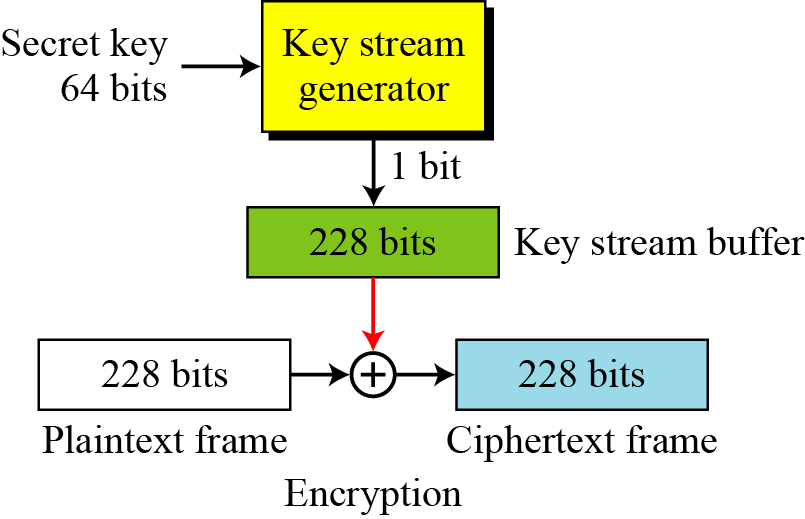 Secret key
64 bits
Key stream
generator
1 bit
228 bits
Key stream buffer
228 bits
+
228 bits
Plaintext frame
Ciphertext frame
Encryption